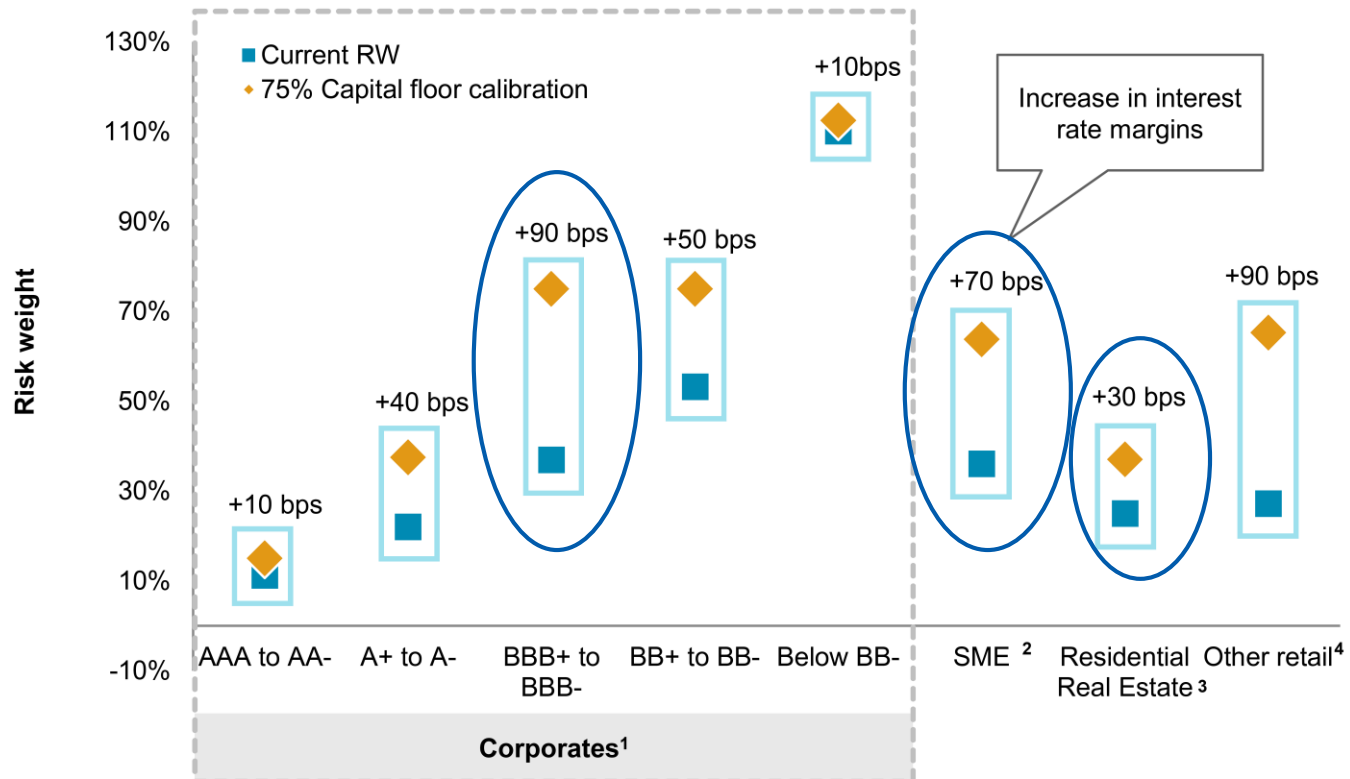 130%
110%
90%
70%
50%
30%
10%
-10%
Risk weight
Current RW
75% Capital floor calibration
+10 bps
+40 bps
+90 bps
+50 bps
+10bps
+70 bps
+30 bps
+90 bps
Increase in interest
rate margins
AAA to AA-
A+ to A-
BBB+ to
BBB-
BB+ to BB-
Below BB-
SME ²
Residential
Real Estate ³
Other retail⁴
Corporates¹